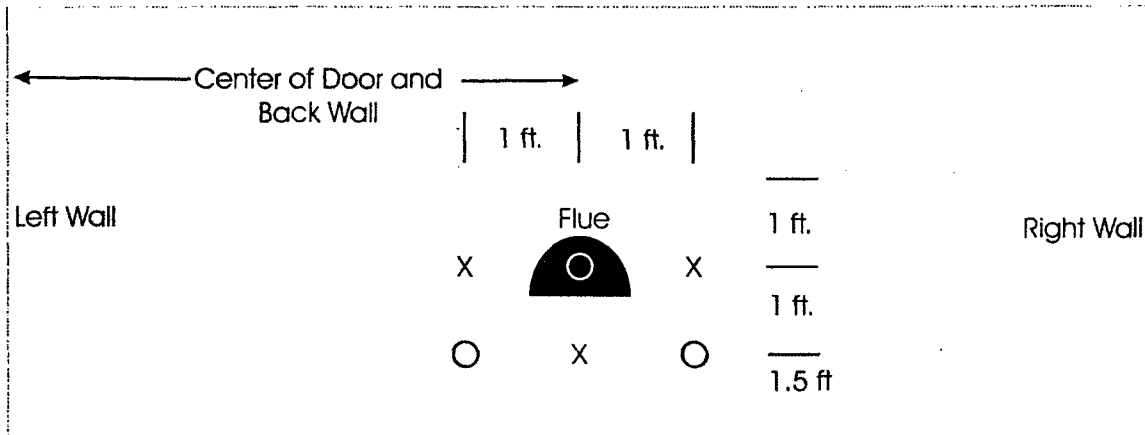 Center of Door and
Back Wall
1 ft.
1 ft.
Left Wall
Flue
1 ft.
Right Wall
X
X
1 ft.
X
1.5 ft